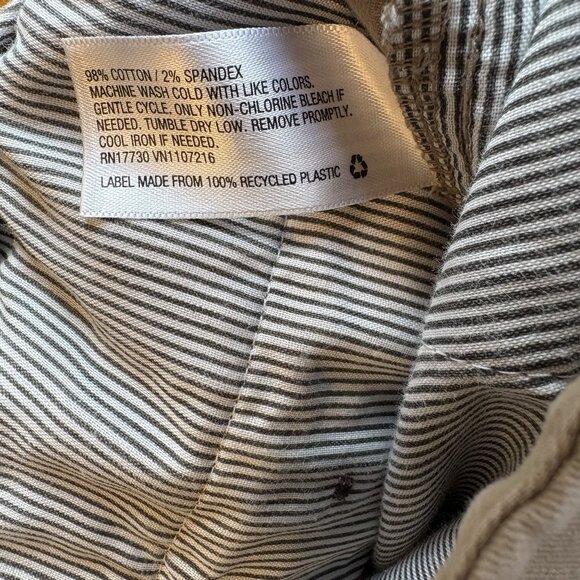 98% COTTON / 2% SPANDEX
MACHINE WASH COLD WITH LIKE COLORS.
GENTLE CYCLE. ONLY NON-CHLORINE BLEACH IF
NEEDED. TUMBLE DRY LOW. REMOVE PROMPTLY.
COOL IRON IF NEEDED.
RN17730 VN1107216
LABEL MADE FROM 100% RECYCLED PLASTIC